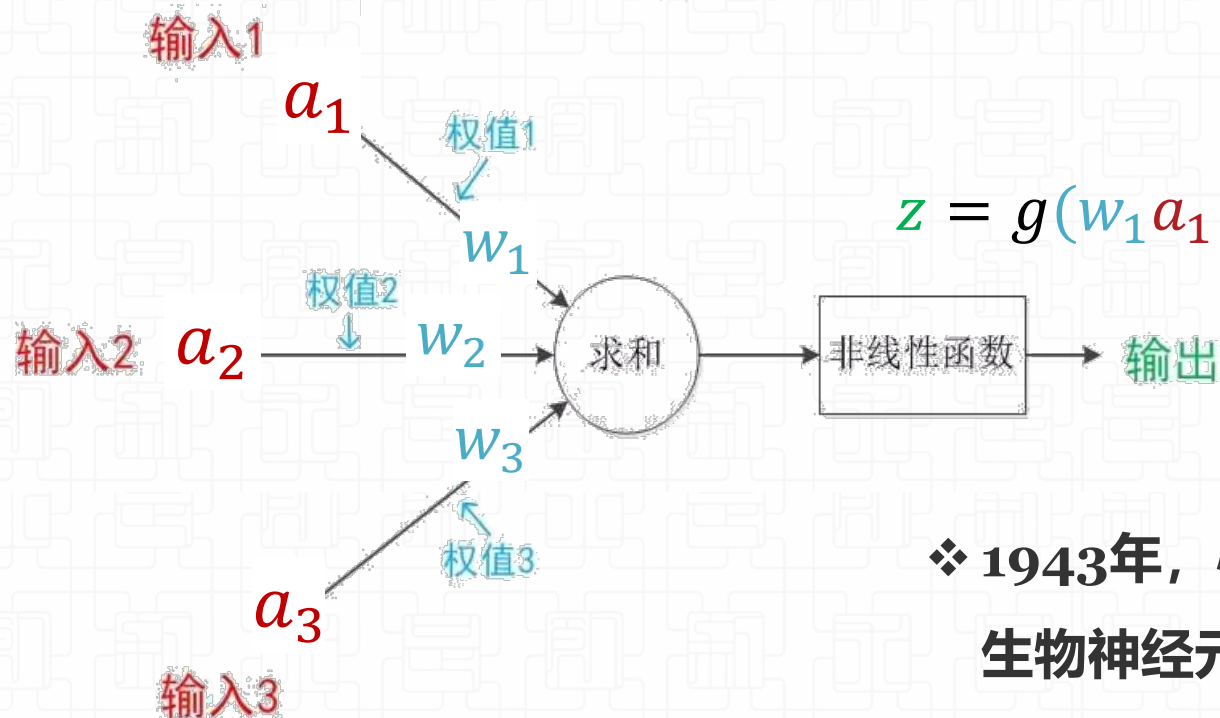 输入1
a₁
权值1
z = g(w₁a₁
w₁
权值2
输入2 a₂ w₂ 求和 非线性函数 输出
w₃
权值3
❖ 1943年，
a₃
生物神经
输入3